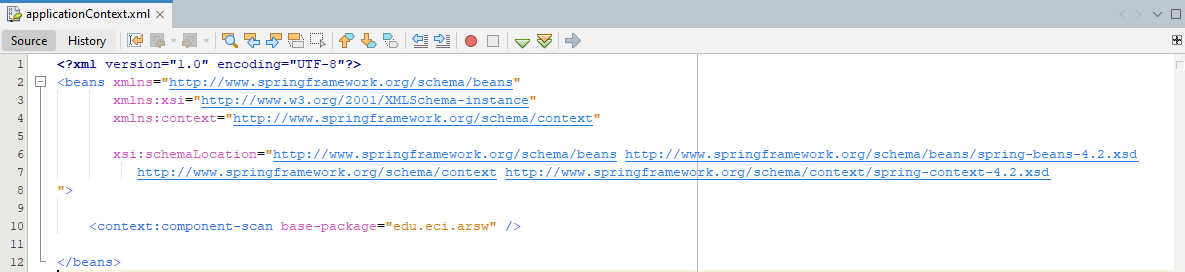 applicationContext.xml
Source History
1 <?xml version="1.0" encoding="UTF-8"?>
2 <beans xmlns="http://www.springframework.org/schema/beans"
3 xmlns:xsi="http://www.w3.org/2001/XMLSchema-instance"
4 xmlns:context="http://www.springframework.org/schema/context"
5
6 xsi:schemaLocation="http://www.springframework.org/schema/beans http://www.springframework.org/schema/beans/spring-beans-4.2.xsd
7 http://www.springframework.org/schema/context http://www.springframework.org/schema/context/spring-context-4.2.xsd
8 ">
9
10 <context:component-scan base-package="edu.eci.arsw" />
11
12 </beans>